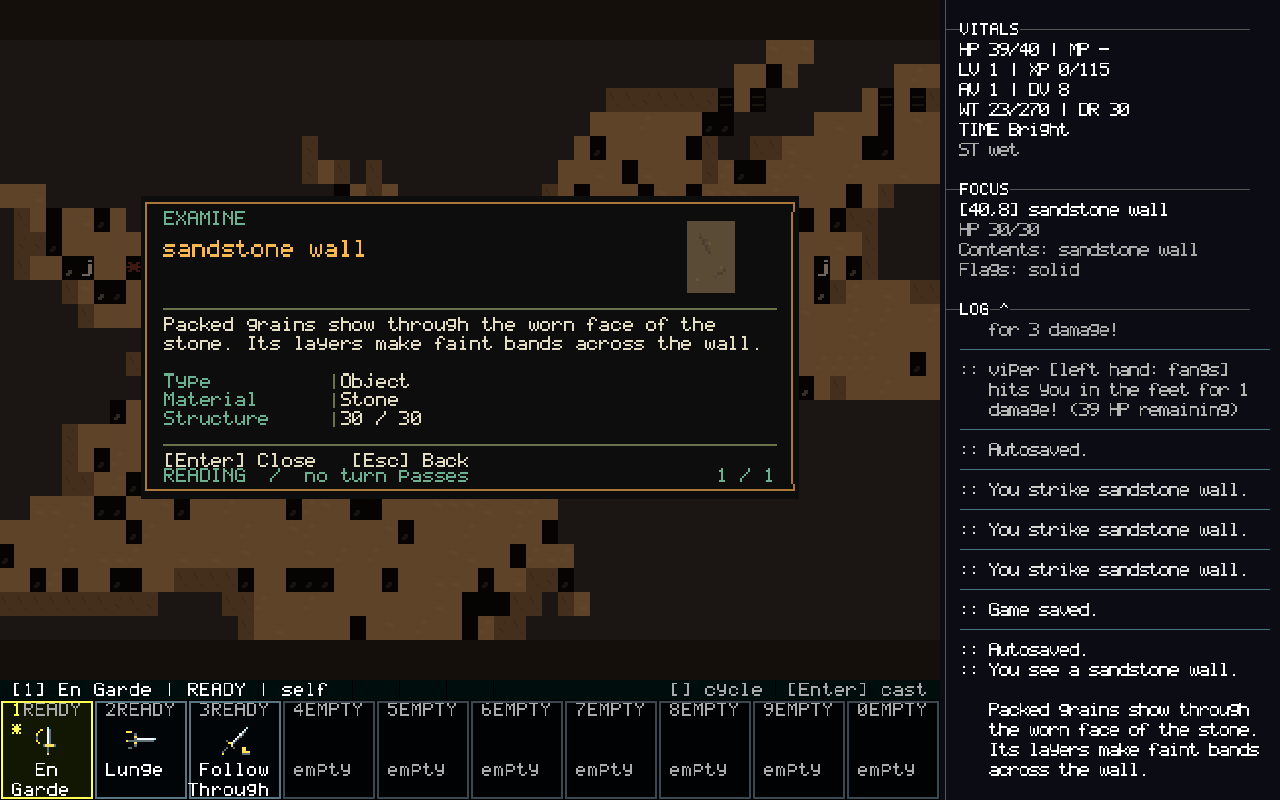 VITALS
HP 39/40 | MP -
LV 1 | XP 0/115
AV 1 | DV 8
WT 23/270 | DR 30
TIME Bright
ST wet
FOCUS
[40,8] sandstone wall
HP 30/30
Contents: sandstone wall
Flags: solid
LOG ^
for 3 damage!
:: viper [left hand: fangs]
hits you in the feet for 1
damage! (39 HP remaining)
:: Autosaved.
:: You strike sandstone wall.
:: You strike sandstone wall.
:: You strike sandstone wall.
:: Game saved.
:: Autosaved.
:: You see a sandstone wall.
Packed grains show through
the worn face of the stone.
Its layers make faint bands
across the wall.
EXAMINE
sandstone wall
Packed grains show through the worn face of the
stone. Its layers make faint bands across the wall.
Type |Object
Material |Stone
Structure |30 / 30
[Enter] Close [Esc] Back
READING / no turn passes 1 / 1
j
j
[1] En Garde | READY | self [] cycle [Enter] cast
1READY 2READY 3READY 4EMPTY 5EMPTY 6EMPTY 7EMPTY 8EMPTY 9EMPTY 0EMPTY
*
En Garde Lunge Follow Through empty empty empty empty empty empty empty